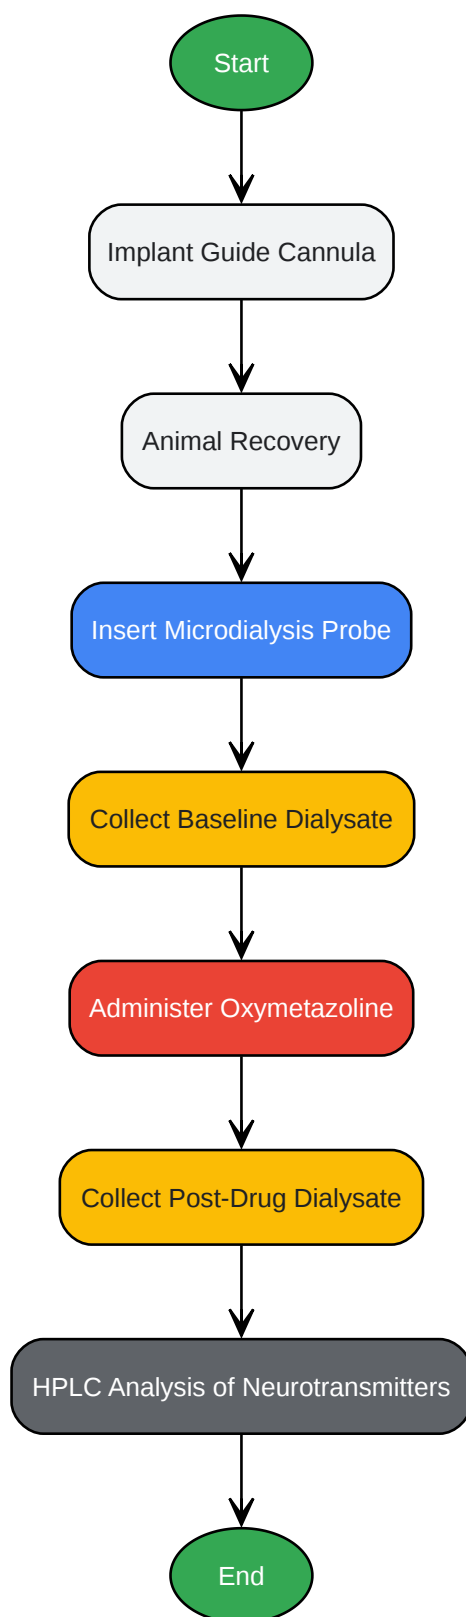 Start
Implant Guide Cannula
Animal Recovery
Insert Microdialysis Probe
Collect Baseline Dialysate
Administer Oxymetazoline
Collect Post-Drug Dialysate
HPLC Analysis of Neurotransmitters
End